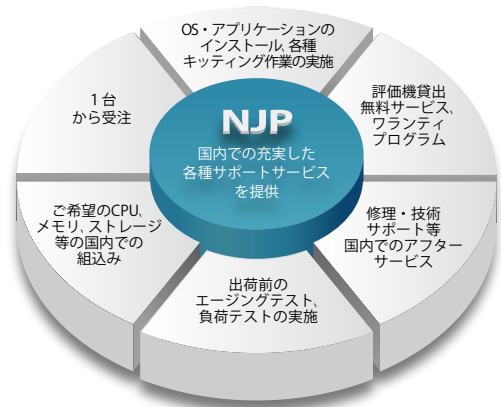 OS・アプリケーションの
インストール、各種
キッティング作業の実施
評価機貸出
無料サービス、
ワランティ
プログラム
修理・技術
サポート等
国内でのアフター
サービス
出荷前の
エージングテスト、
負荷テストの実施
ご希望のCPU、
メモリ、ストレージ
等の国内での
組込み
1台
から受注
NJP
国内での充実した
各種サポートサービス
を提供